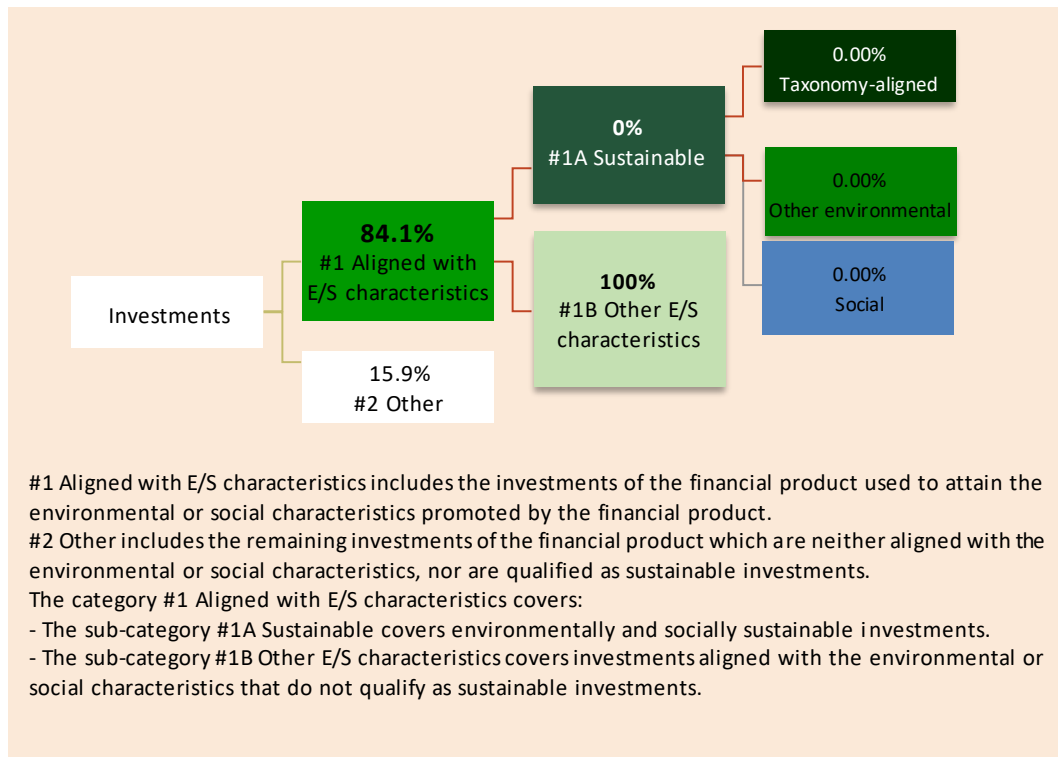 0.00%
Taxonomy-aligned
0%
#1A Sustainable
0.00%
Other environmental
84.1%
#1 Aligned with
E/S characteristics
100%
#1B Other E/S
characteristics
0.00%
Social
Investments
15.9%
#2 Other
#1 Aligned with E/S characteristics includes the investments of the financial product used to attain the
environmental or social characteristics promoted by the financial product.
#2 Other includes the remaining investments of the financial product which are neither aligned with the
environmental or social characteristics, nor are qualified as sustainable investments.
The category #1 Aligned with E/S characteristics covers:
- The sub-category #1A Sustainable covers environmentally and socially sustainable investments.
- The sub-category #1B Other E/S characteristics covers investments aligned with the environmental or
social characteristics that do not qualify as sustainable investments.